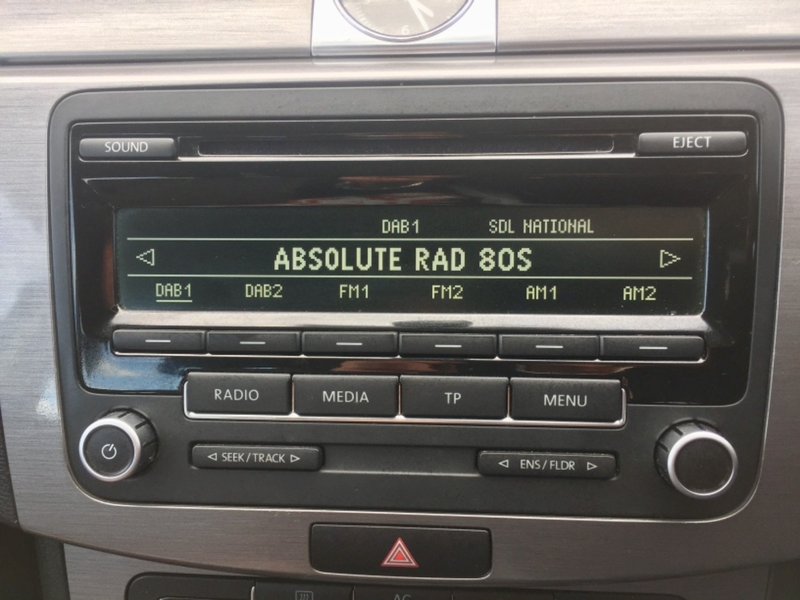 SOUND
EJECT
DAB1 SDL NATIONAL
ABSOLUTE RAD 80S
DAB1 DAB2 FM1 FM2 AM1 AM2
RADIO MEDIA TP MENU
SEEK/TRACK
ENS/FLDR
AC